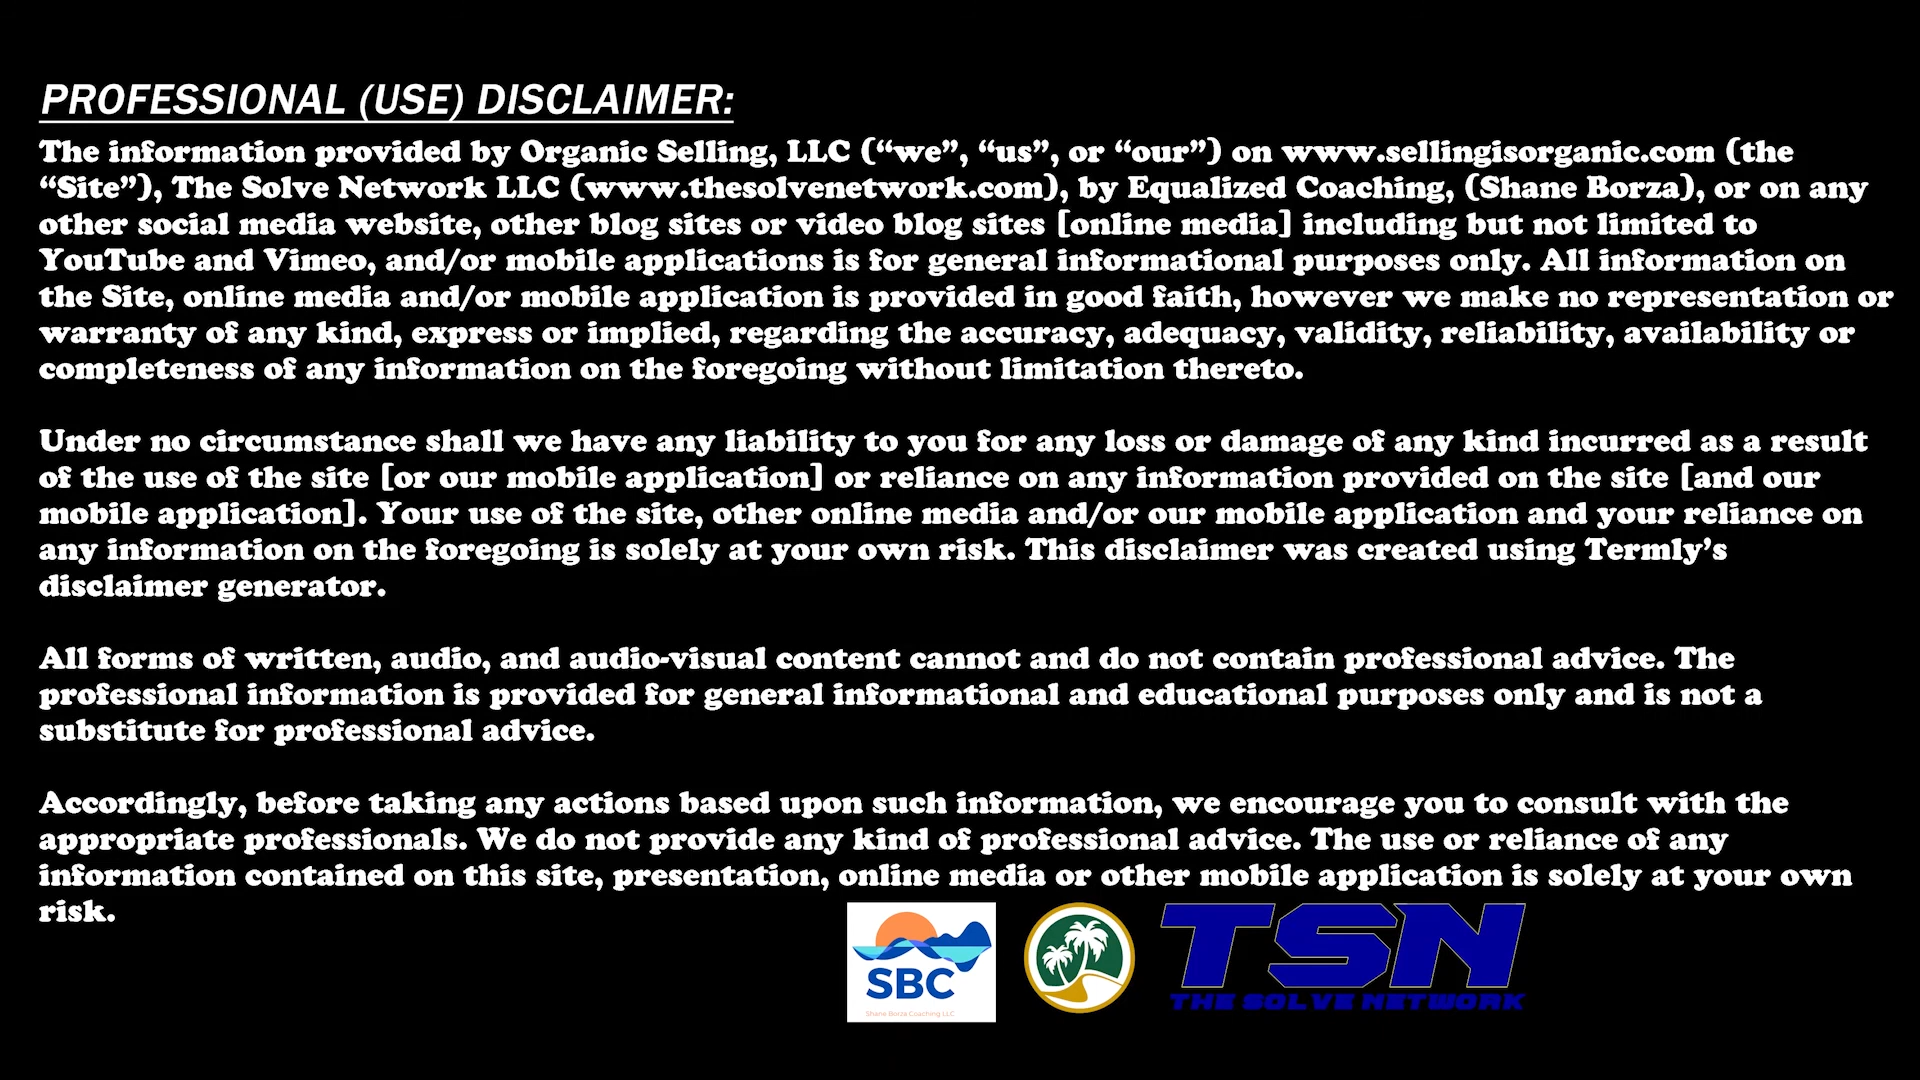 PROFESSIONAL (USE) DISCLAIMER:
The information provided by Organic Selling, LLC (“we”, “us”, or “our”) on www.sellingisorganic.com (the
“Site”), The Solve Network LLC (www.thesolvenetwork.com), by Equalized Coaching, (Shane Borza), or on any
other social media website, other blog sites or video blog sites [online media] including but not limited to
YouTube and Vimeo, and/or mobile applications is for general informational purposes only. All information on
the Site, online media and/or mobile application is provided in good faith, however we make no representation or
warranty of any kind, express or implied, regarding the accuracy, adequacy, validity, reliability, availability or
completeness of any information on the foregoing without limitation thereto.
Under no circumstance shall we have any liability to you for any loss or damage of any kind incurred as a result
of the use of the site [or our mobile application] or reliance on any information provided on the site [and our
mobile application]. Your use of the site, other online media and/or our mobile application and your reliance on
any information on the foregoing is solely at your own risk. This disclaimer was created using Termly’s
disclaimer generator.
All forms of written, audio, and audio-visual content cannot and do not contain professional advice. The
professional information is provided for general informational and educational purposes only and is not a
substitute for professional advice.
Accordingly, before taking any actions based upon such information, we encourage you to consult with the
appropriate professionals. We do not provide any kind of professional advice. The use or reliance of any
information contained on this site, presentation, online media or other mobile application is solely at your own
risk.
SBC
Shane Borza Coaching LLC
TSN
THE SOLVE NETWORK